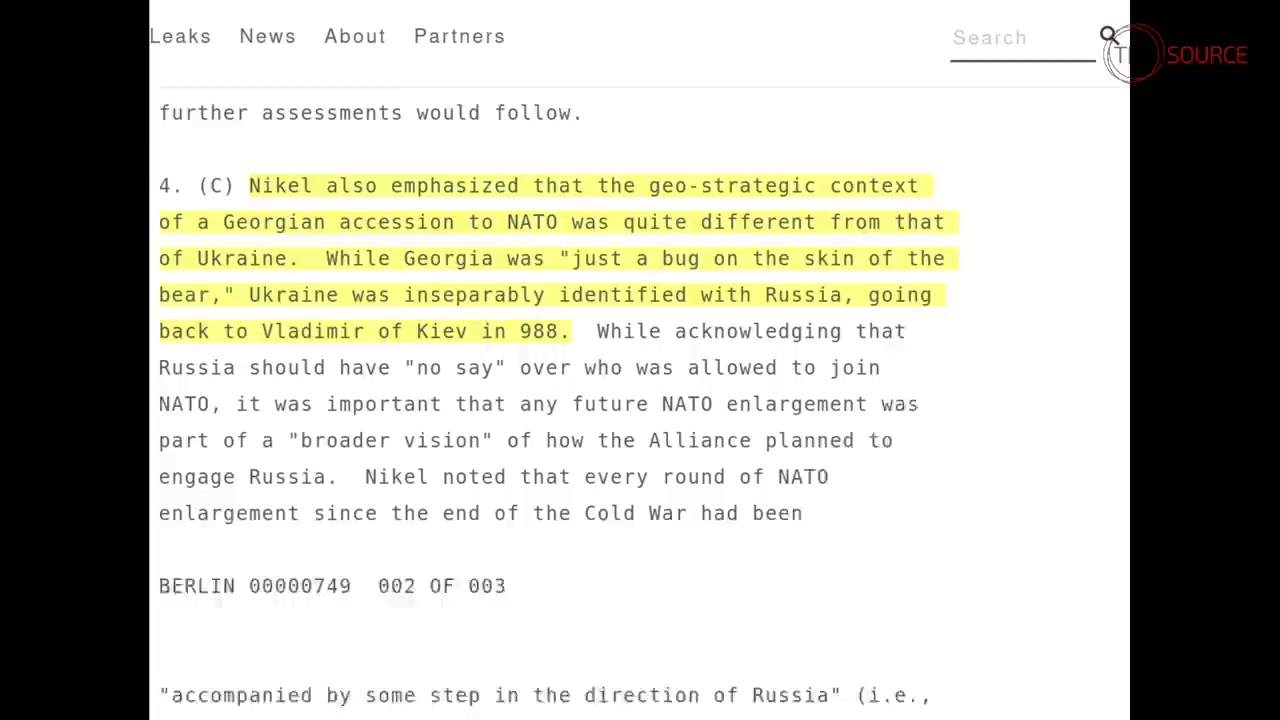 Leaks News About Partners
Search
SOURCE
further assessments would follow.
4. (C) Nikel also emphasized that the geo-strategic context
of a Georgian accession to NATO was quite different from that
of Ukraine. While Georgia was "just a bug on the skin of the
bear," Ukraine was inseparably identified with Russia, going
back to Vladimir of Kiev in 988. While acknowledging that
Russia should have "no say" over who was allowed to join
NATO, it was important that any future NATO enlargement was
part of a "broader vision" of how the Alliance planned to
engage Russia. Nikel noted that every round of NATO
enlargement since the end of the Cold War had been
BERLIN 00000749 002 OF 003
"accompanied by some step in the direction of Russia" (i.e.,